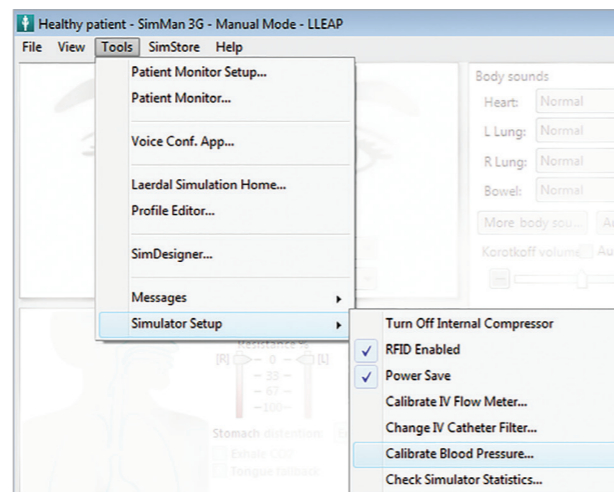 Healthy patient - SimMan 3G - Manual Mode - LLEAP
File View Tools SimStore Help
Patient Monitor Setup...
Patient Monitor...
Voice Conf. App...
Laerdal Simulation Home...
Profile Editor...
SimDesigner...
Messages
Simulator Setup
Body sounds
Heart: Normal
L Lung: Normal
R Lung: Normal
Bowel: Normal
More body sou...
Korotkoff volume Au
Turn Off Internal Compressor
RFID Enabled
Power Save
Calibrate IV Flow Meter...
Change IV Catheter Filter...
Calibrate Blood Pressure...
Check Simulator Statistics...
Resistance %
[R] 0 [L]
33
67
100
Stomach distention
Exhale CO2
Tongue fallback